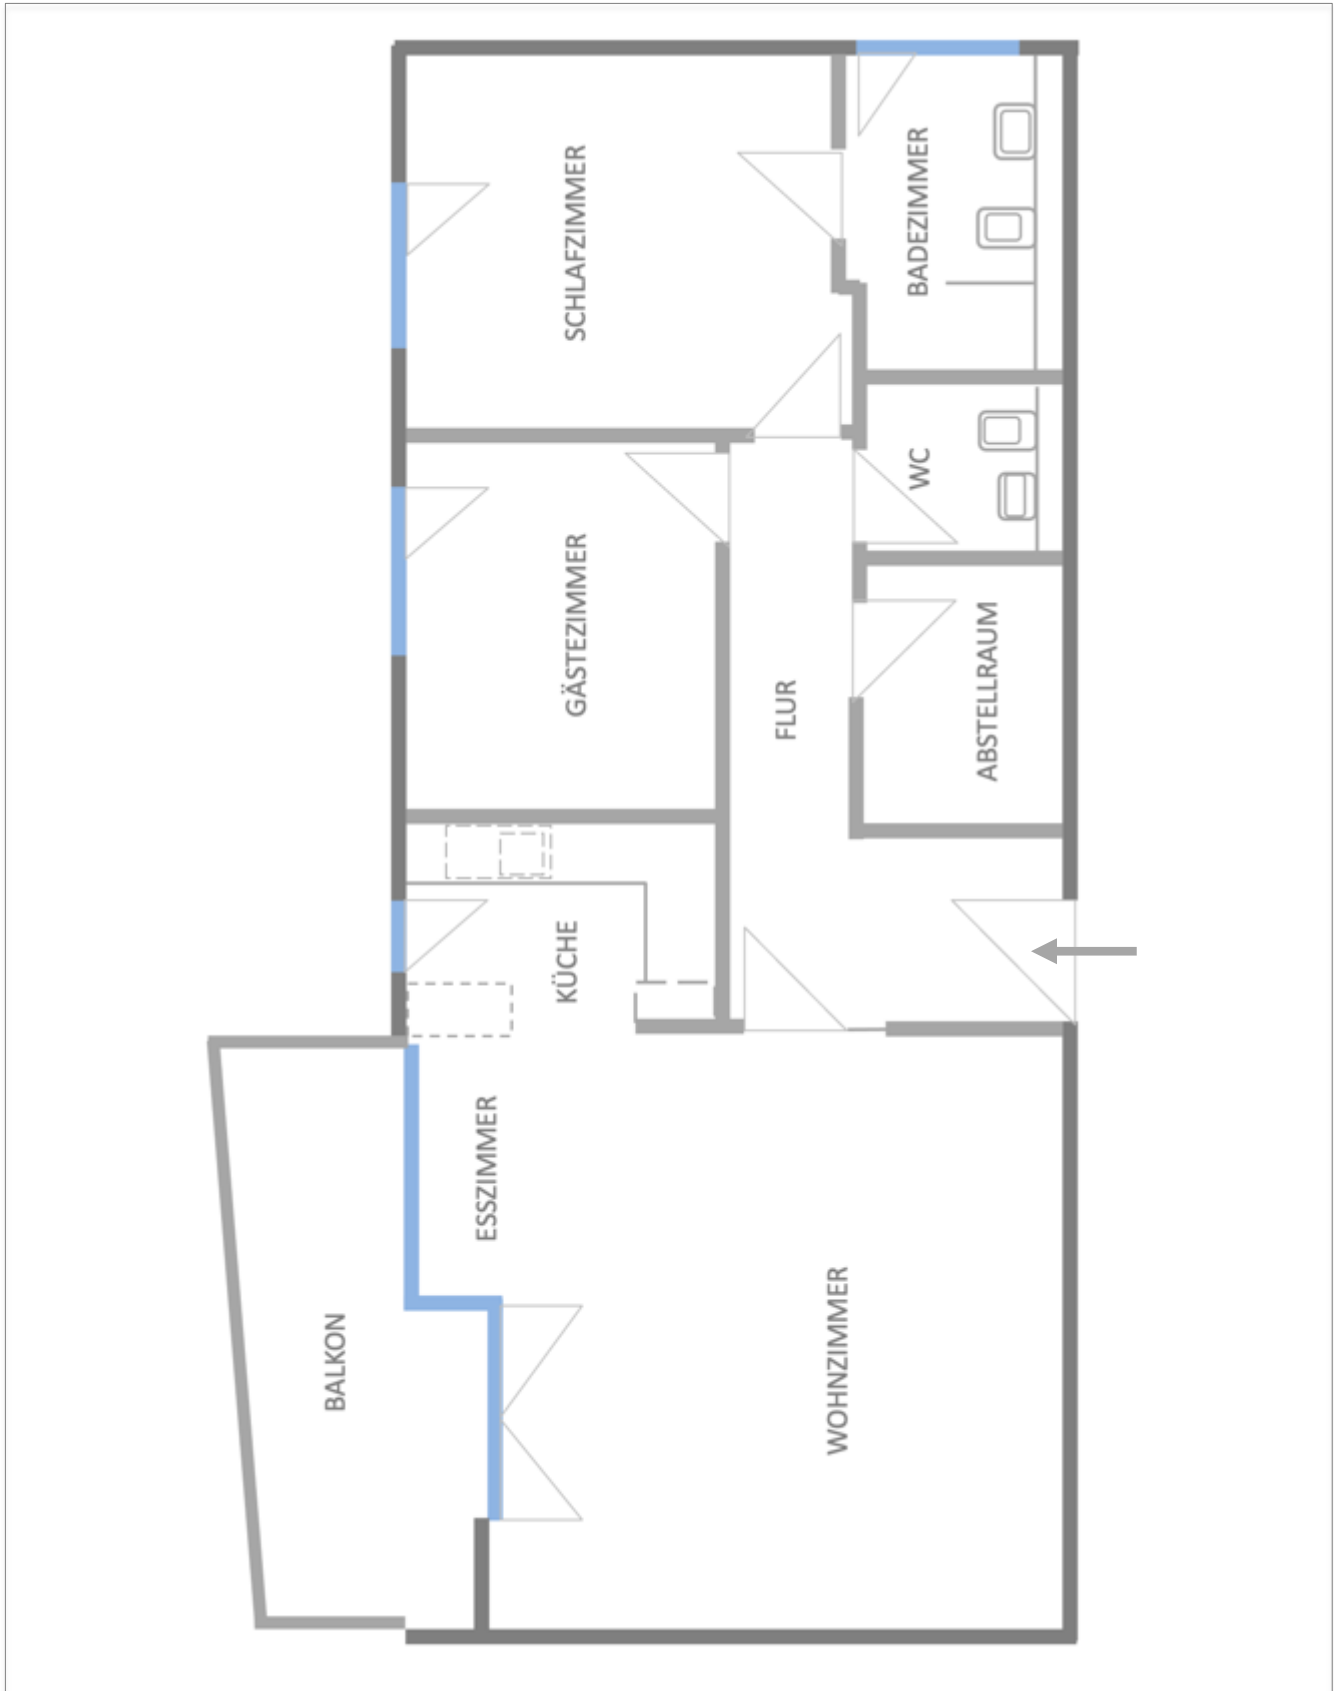 SCHLAFZIMMER
BADEZIMMER
WC
GÄSTEZIMMER
FLUR
ABSTELLRAUM
KÜCHE
ESSZIMMER
BALKON
WOHNZIMMER